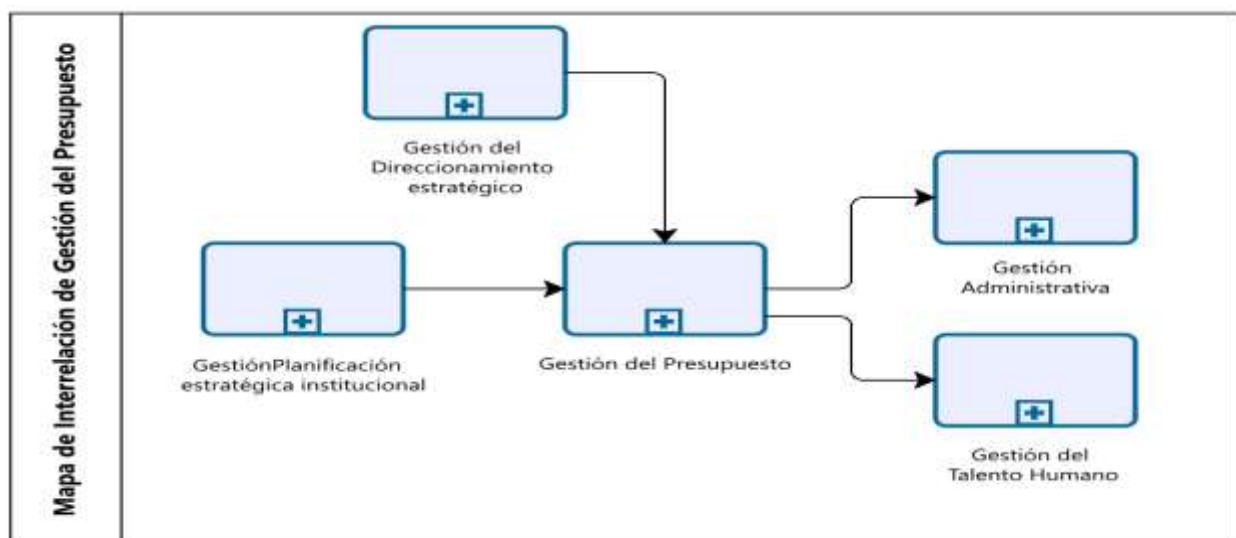 Mapa de Interrelación de Gestión del Presupuesto
Gestión del
Direccionamiento
estratégico
GestiónPlanificación
estratégica institucional
Gestión del Presupuesto
Gestión
Administrativa
Gestión del
Talento Humano